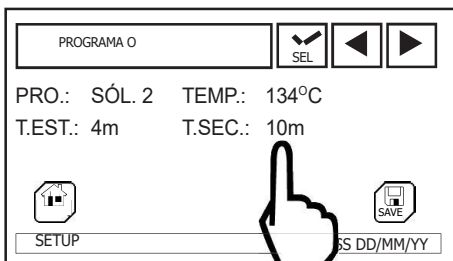 PROGRAMA O
SEL
PRO.: SÓL. 2 TEMP.: 134°C
T.EST.: 4m T.SEC.: 10m
SAVE
SETUP SS DD/MM/YY